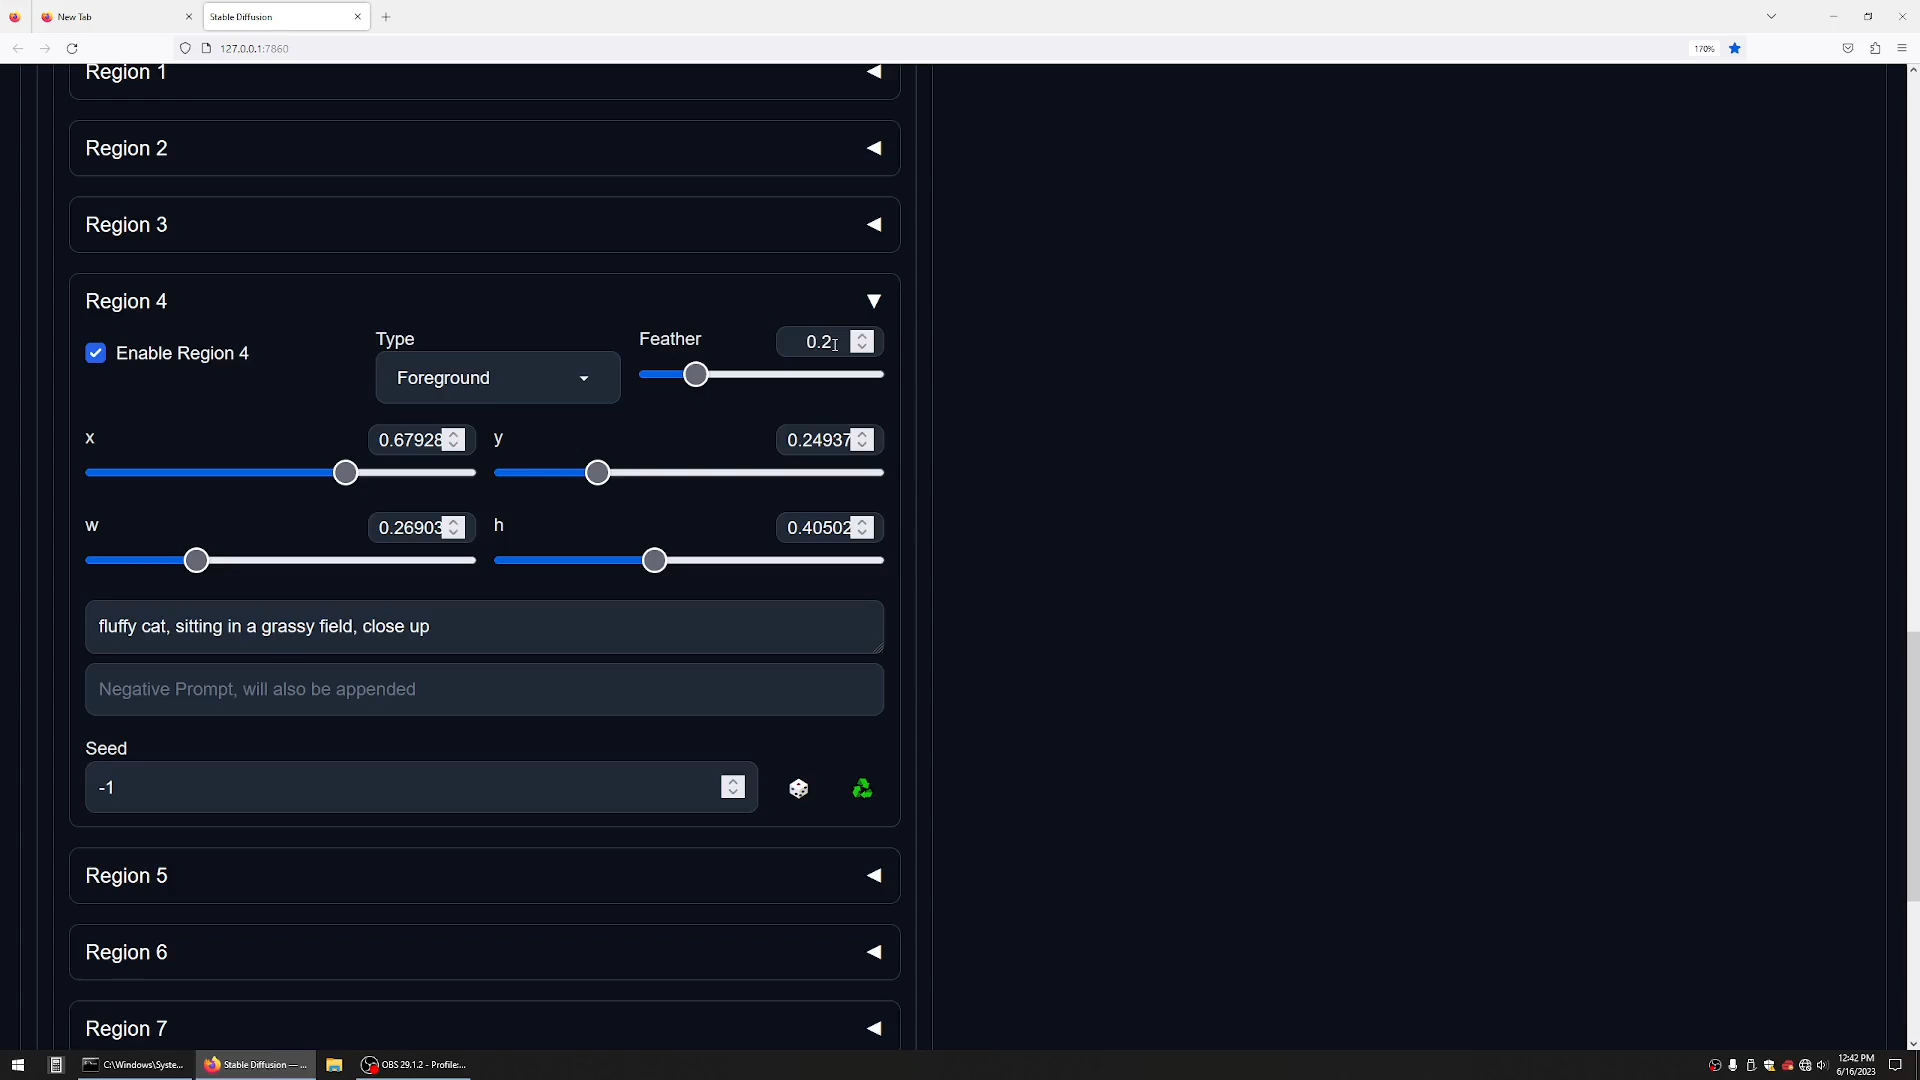 New Tab
Stable Diffusion
127.0.0.1:7860
170%
Region 1
Region 2
Region 3
Region 4
Enable Region 4
Type
Foreground
Feather
0.2
x
0.67928
y
0.24937
w
0.26903
h
0.40502
fluffy cat, sitting in a grassy field, close up
Negative Prompt, will also be appended
Seed
-1
Region 5
Region 6
Region 7
C:\Windows\Syste...
Stable Diffusion — ...
OBS 29.1.2 - Profile:...
12:42 PM
6/16/2023